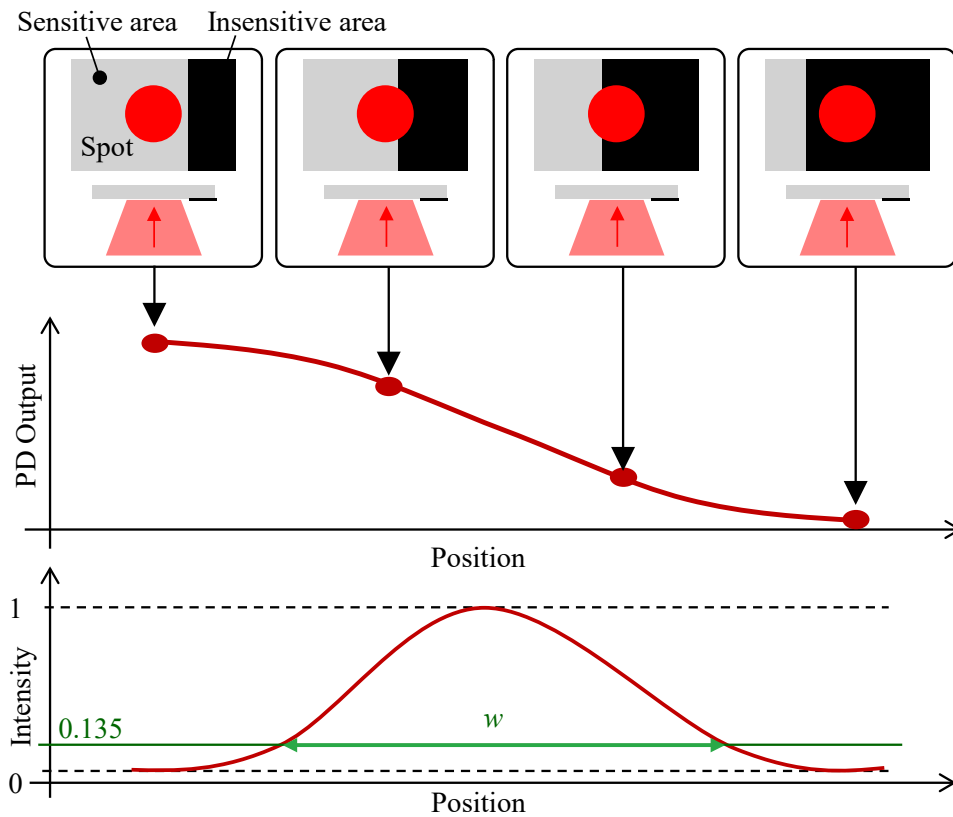 Sensitive area
Insensitive area
Spot
PD Output
Position
1
Intensity
0.135
w
0
Position